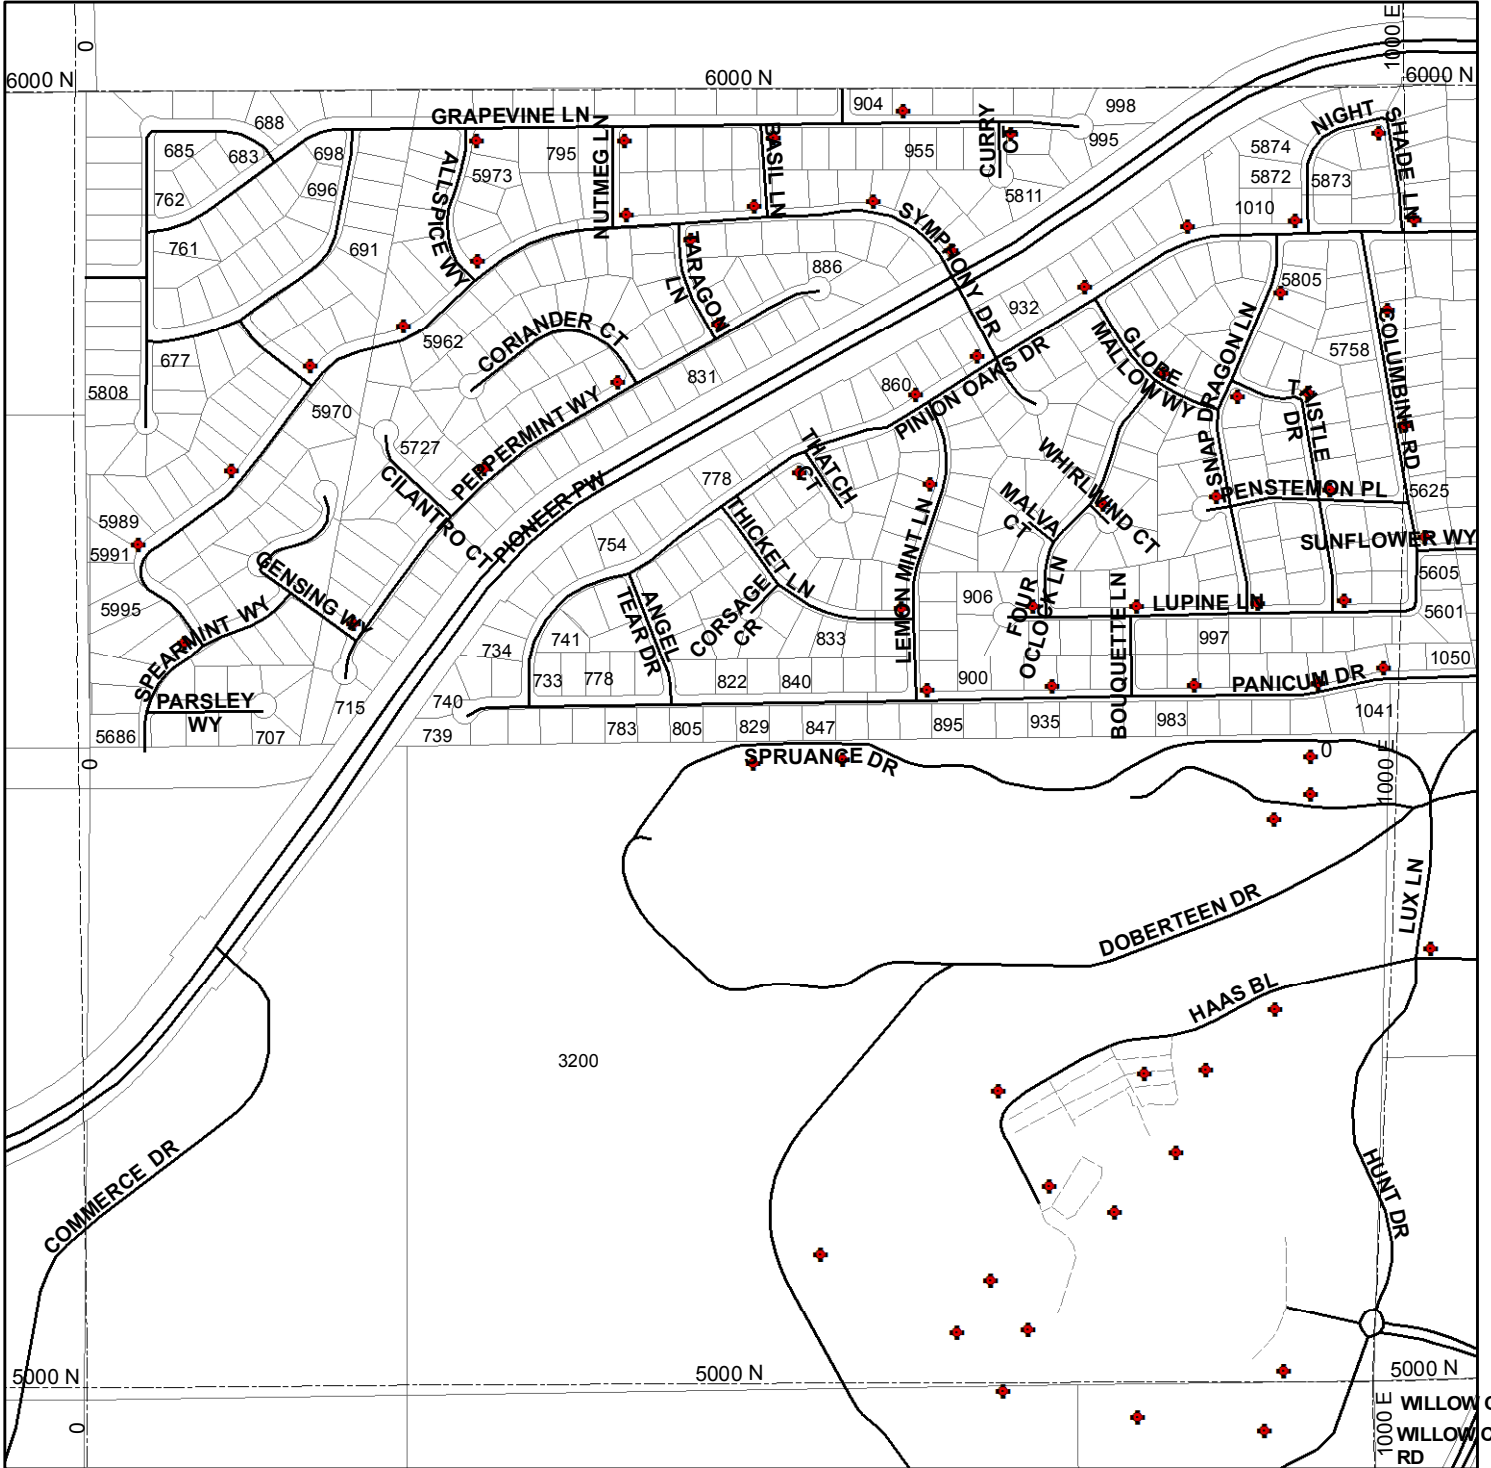 0
1000 E
6000 N
6000 N
6000 N
GRAPEVINE LN
904
998
995
688
685
683
698
696
762
761
691
677
5808
ALLSPICE WY
5973
795
NUTMEG LN
BASIL LN
955
CURRY
CT
5811
NIGHT
SHADE LN
5874
5872
5873
1010
SYMPHONY DR
TARAGON
LN
886
932
5805
5758
COLUMBINE RD
5962
CORIANDER CT
831
860
PINION OAKS DR
GLOBE
MALLOW WY
SNAP DRAGON LN
DR
5970
5727
CILANTRO CT
PEPPERMINT WY
PIONEER PW
778
THATCH
CT
WHIRLWIND CT
MALVA
CT
PENSTEMON PL
5625
SUNFLOWER WY
5605
5601
5989
5991
5995
GENSING WY
SPEARMINT WY
PARSLEY
WY
5686
707
715
754
THICKET LN
CORSAGE
CR
ANGEL
TEAR DR
741
734
733
778
740
739
LEMON MINT LN
906
FOUR
OCLOCK LN
BOUQUETTE LN
LUPINE LN
997
833
822
840
900
PANICUM DR
1050
1041
783
805
829
847
895
935
983
0
SPRUANCE DR
0
1000 E
LUX LN
DOBERTEEN DR
HAAS BL
3200
COMMERCE DR
HUNT DR
5000 N
5000 N
5000 N
0
1000 E
WILLOW
WILLOW
RD